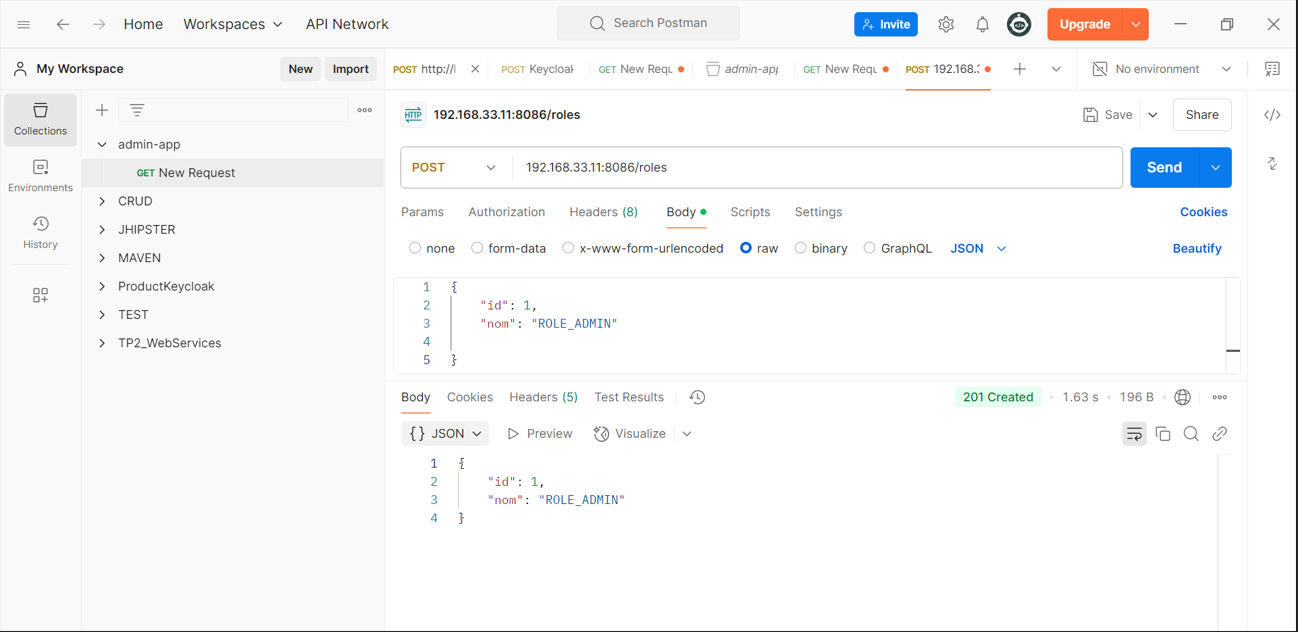 Home Workspaces API Network Search Postman Invite Upgrade
My Workspace New Import POST http://l POST Keycloak GET New Requ admin-app GET New Requ POST 192.168.3 No environment
Collections
Environments
History
admin-app
GET New Request
CRUD
JHIPSTER
MAVEN
ProductKeycloak
TEST
TP2_WebServices
HTTP 192.168.33.11:8086/roles Save Share
POST 192.168.33.11:8086/roles Send
Params Authorization Headers (8) Body Scripts Settings Cookies
none form-data x-www-form-urlencoded raw binary GraphQL JSON Beautify
1 {
2 "id": 1,
3 "nom": "ROLE_ADMIN"
4
5 }
Body Cookies Headers (5) Test Results 201 Created 1.63 s 196 B
{} JSON Preview Visualize
1 {
2 "id": 1,
3 "nom": "ROLE_ADMIN"
4 }